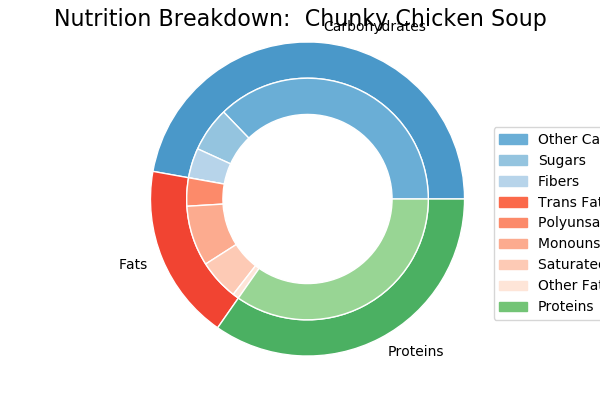 Nutrition Breakdown:  Chunky Chicken Soup
Carbohydrates
Fats
Proteins
Other Ca
Sugars
Fibers
Trans Fat
Polyunsa
Monouns
Saturated
Other Fat
Proteins